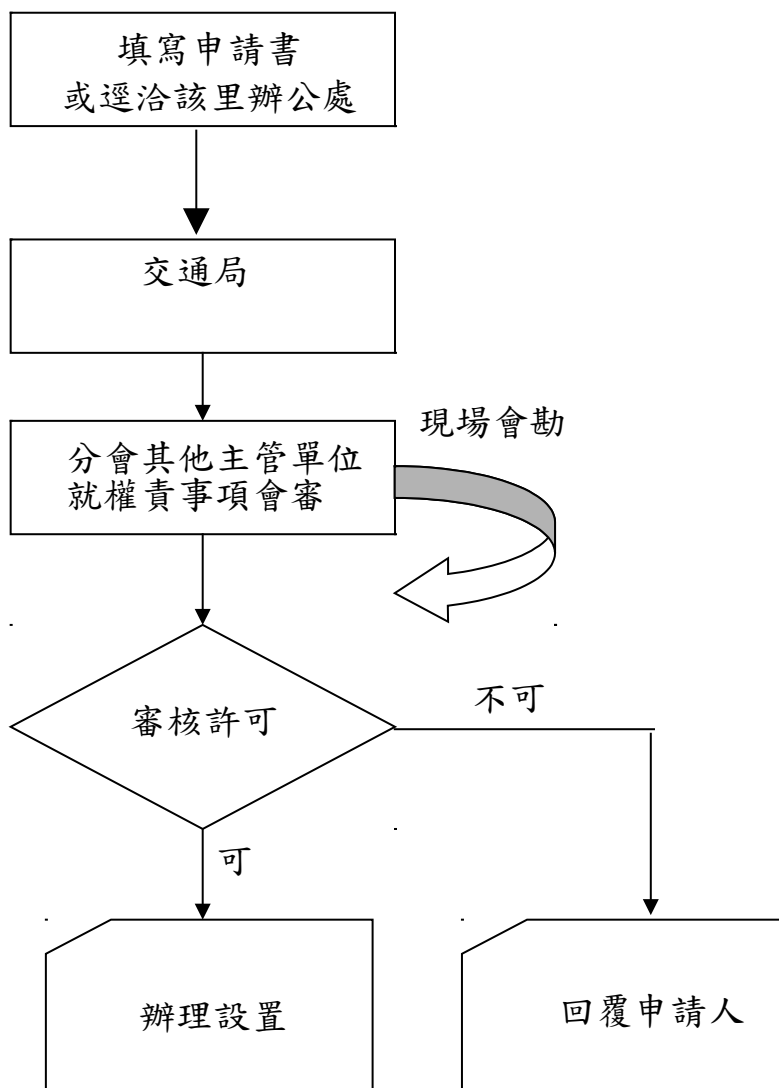 填寫申請書
或逕洽該里辦公處
交通局
現場會勘
分會其他主管單位
就權責事項會審
審核許可
不可
可
辦理設置
回覆申請人